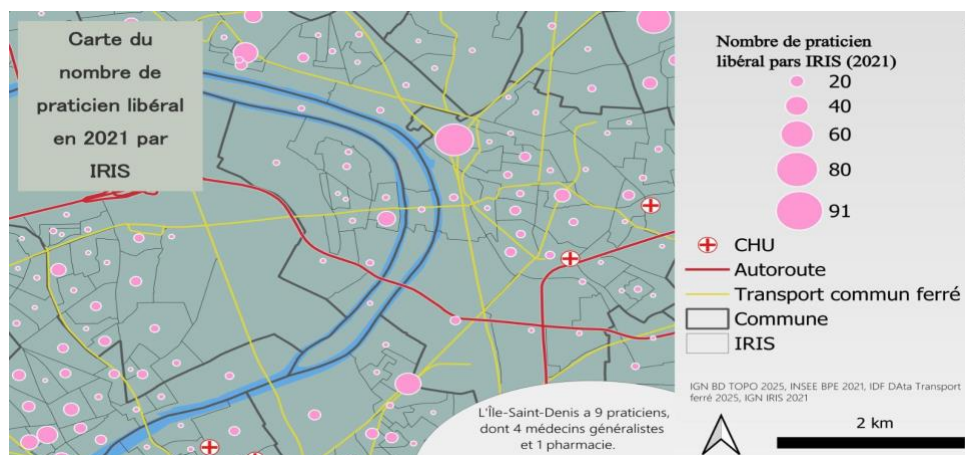 Carte du
nombre de
praticien libéral
en 2021 par
IRIS
Nombre de praticien
libéral pars IRIS (2021)
20
40
60
80
91
CHU
Autoroute
Transport commun ferré
Commune
IRIS
IGN BD TOPO 2025, INSEE BPE 2021, IDF DAta Transport
ferré 2025, IGN IRIS 2021
2 km
L'Île-Saint-Denis a 9 praticiens,
dont 4 médecins généralistes
et 1 pharmacie.